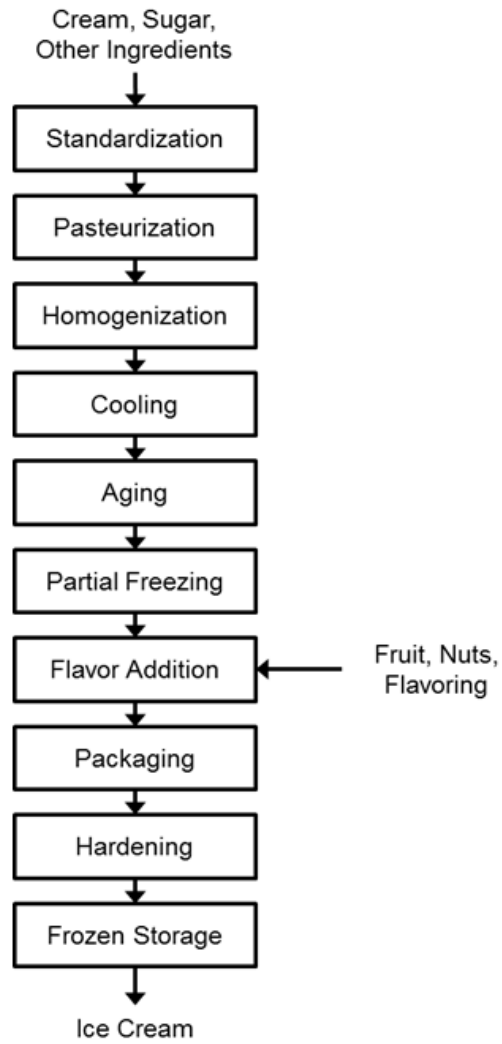 Cream, Sugar,
Other Ingredients
Standardization
Pasteurization
Homogenization
Cooling
Aging
Partial Freezing
Flavor Addition
Fruit, Nuts,
Flavoring
Packaging
Hardening
Frozen Storage
Ice Cream